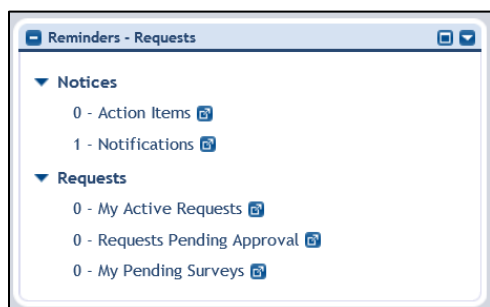 Reminders - Requests
Notices
0 - Action Items
1 - Notifications
Requests
0 - My Active Requests
0 - Requests Pending Approval
0 - My Pending Surveys